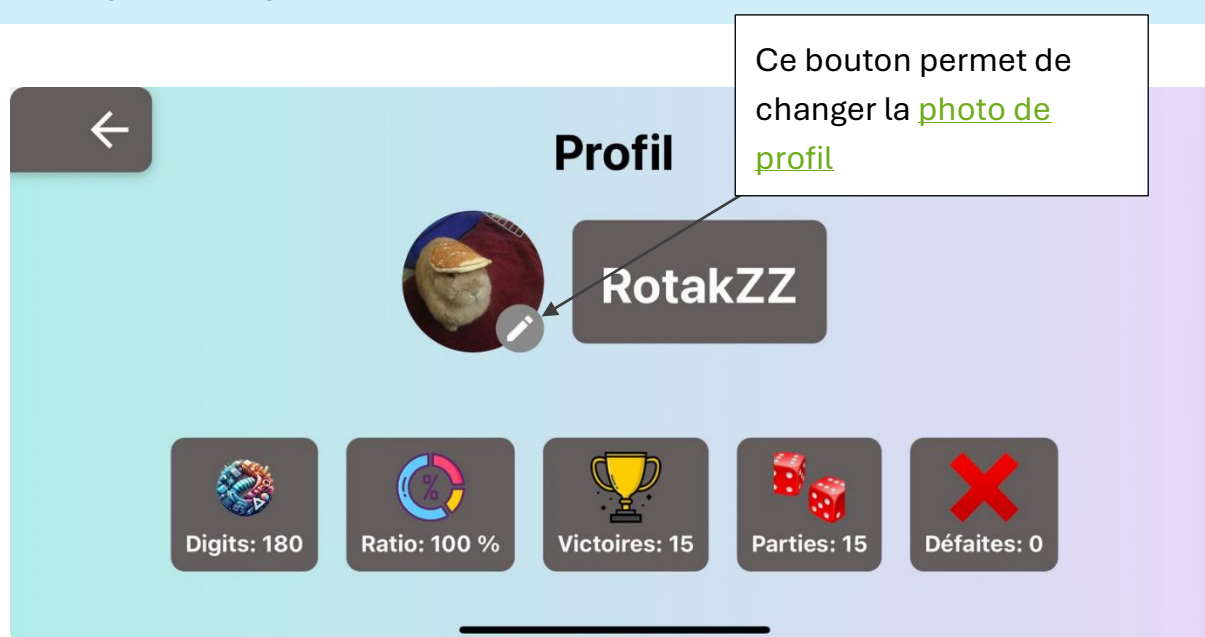 Ce bouton permet de
changer la photo de
profil
Profil
RotakZZ
%
Digits: 180
Ratio: 100 %
Victoires: 15
Parties: 15
Défaites: 0